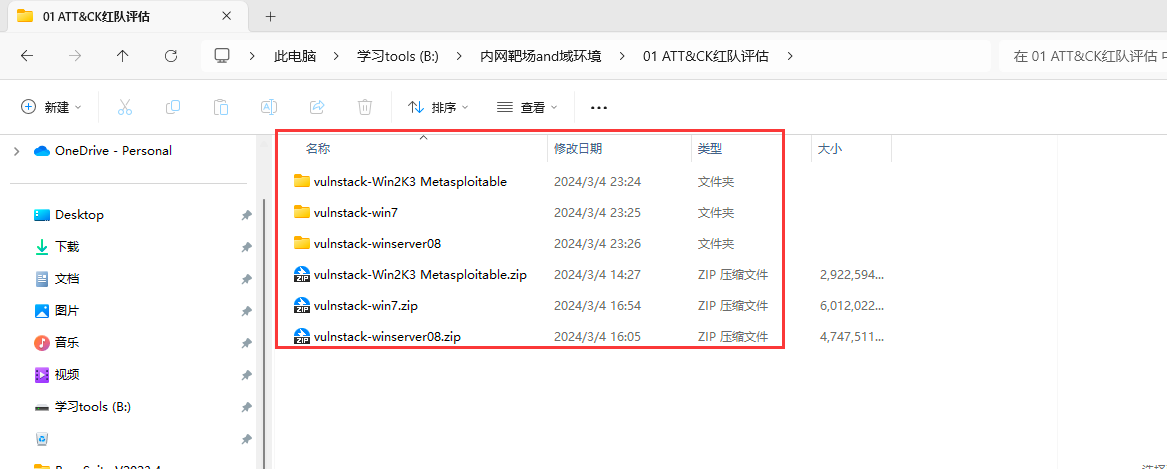 01 ATT&CK红队评估
此电脑 学习tools (B:) 内网靶场and域环境 01 ATT&CK红队评估
在 01 ATT&CK红队评估
新建 排序 查看
OneDrive - Personal
Desktop
下载
文档
图片
音乐
视频
学习tools (B:)
名称 修改日期 类型 大小
vulnstack-Win2K3 Metasploitable 2024/3/4 23:24 文件夹
vulnstack-win7 2024/3/4 23:25 文件夹
vulnstack-winserver08 2024/3/4 23:26 文件夹
ZIP vulnstack-Win2K3 Metasploitable.zip 2024/3/4 14:27 ZIP 压缩文件 2,922,594...
ZIP vulnstack-win7.zip 2024/3/4 16:54 ZIP 压缩文件 6,012,022...
ZIP vulnstack-winserver08.zip 2024/3/4 16:05 ZIP 压缩文件 4,747,511...